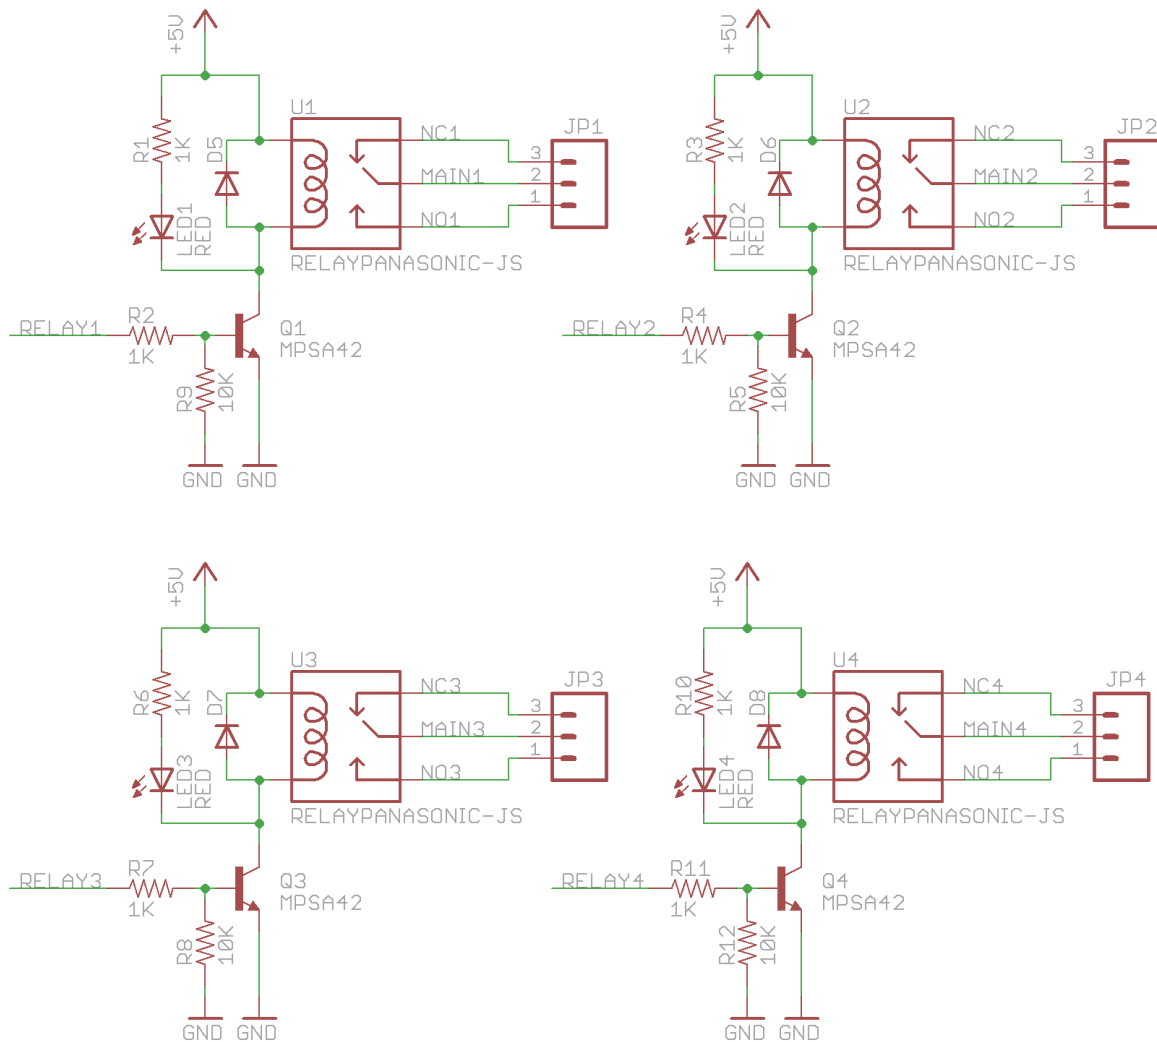 +5V
R1
1K
D5
LED1
RED
U1
NC1
MAIN1
NO1
JP1
3
2
1
RELAYPANASONIC-JS
RELAY1
R2
1K
R9
10K
Q1
MPSA42
GND
GND
+5V
R3
1K
D6
LED2
RED
U2
NC2
MAIN2
NO2
JP2
3
2
1
RELAYPANASONIC-JS
RELAY2
R4
1K
R5
10K
Q2
MPSA42
GND
GND
+5V
R6
1K
D7
LED3
RED
U3
NC3
MAIN3
NO3
JP3
3
2
1
RELAYPANASONIC-JS
RELAY3
R7
1K
R8
10K
Q3
MPSA42
GND
GND
+5V
R10
1K
D8
LED4
RED
U4
NC4
MAIN4
NO4
JP4
3
2
1
RELAYPANASONIC-JS
RELAY4
R11
1K
R12
10K
Q4
MPSA42
GND
GND